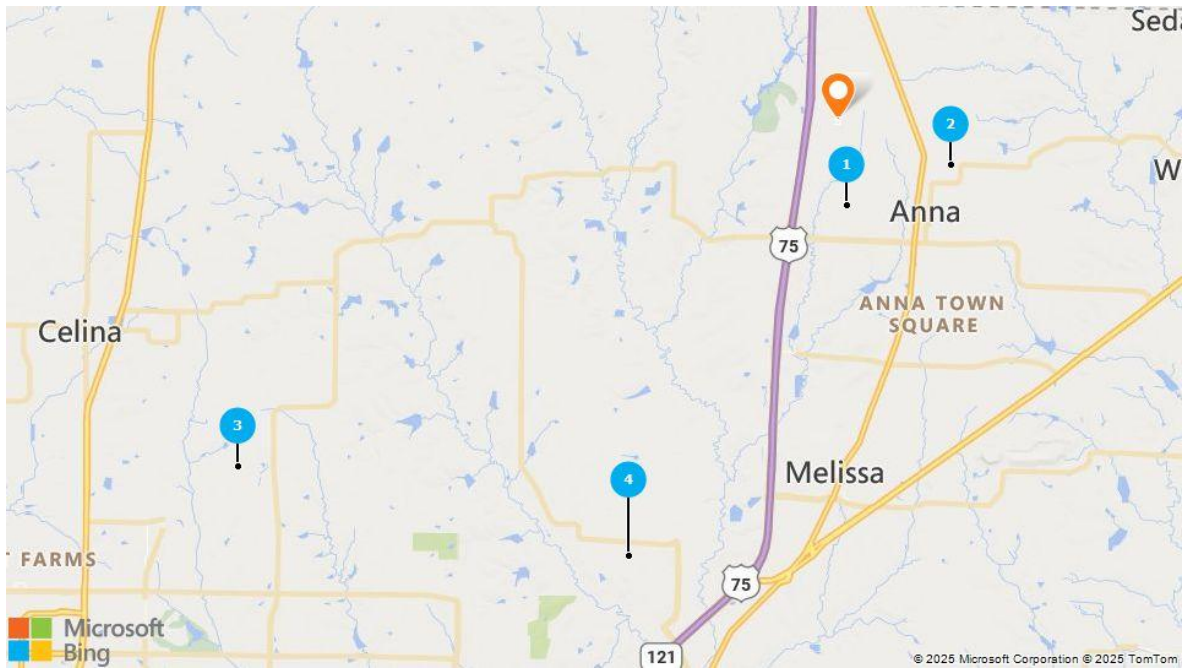 Seda
2
1
W
Anna
75
ANNA TOWN
SQUARE
Celina
3
Melissa
4
T FARMS
75
Microsoft
Bing
121
© 2025 Microsoft Corporation © 2025 TomTom